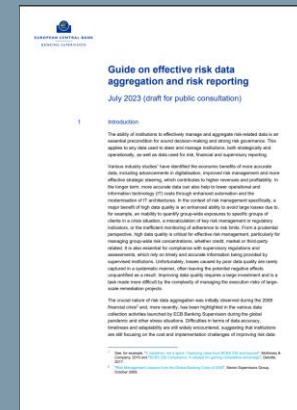 EUROPEAN CENTRAL BANK
BANKING SUPERVISION
Guide on effective risk data
aggregation and risk reporting
July 2023 (draft for public consultation)
1 Introduction
The ability of institutions to effectively manage and aggregate risk-related data is an
essential precondition for sound decision-making and strong risk governance. This
applies to any data used to steer and manage institutions, both strategically and
operationally, as well as data used for risk, financial and supervisory reporting.
Various industry studies¹ have identified the economic benefits of more accurate
data, including advancements in digitalisation, improved risk management and more
effective strategic steering, which contributes to higher revenues and profitability. In
the longer term, more accurate data can also help to lower operational and
information technology (IT) costs through enhanced automation and the
modernisation of IT architectures. In the context of risk management specifically, a
major benefit of high data quality is an enhanced ability to avoid large losses due to,
for example, an inability to quantify group-wide exposures to specific groups of
clients in a crisis situation, a miscalculation of key risk management or regulatory
indicators, or the inefficient monitoring of adherence to risk limits. From a prudential
perspective, high data quality is critical for effective risk management, particularly for
managing group-wide risk concentrations, whether credit, market or third-party
related. It is also essential for compliance with supervisory regulations and
assessments, which rely on timely and accurate information being provided by
supervised institutions. Unfortunately, losses caused by poor data quality are rarely
captured in a systematic manner, often leaving the potential negative effects
unquantified as a result. Improving data quality requires a large investment and is a
task made more difficult by the complexity of managing the execution risks of large-
scale remediation projects.
The crucial nature of risk data aggregation was initially observed during the 2008
financial crisis² and, more recently, has been highlighted in the various data
collection activities launched by ECB Banking Supervision during the global
pandemic and other stress situations. Difficulties in terms of data accuracy,
timeliness and adaptability are still widely encountered, suggesting that institutions
are still focusing on the cost and implementation challenges of improving risk data